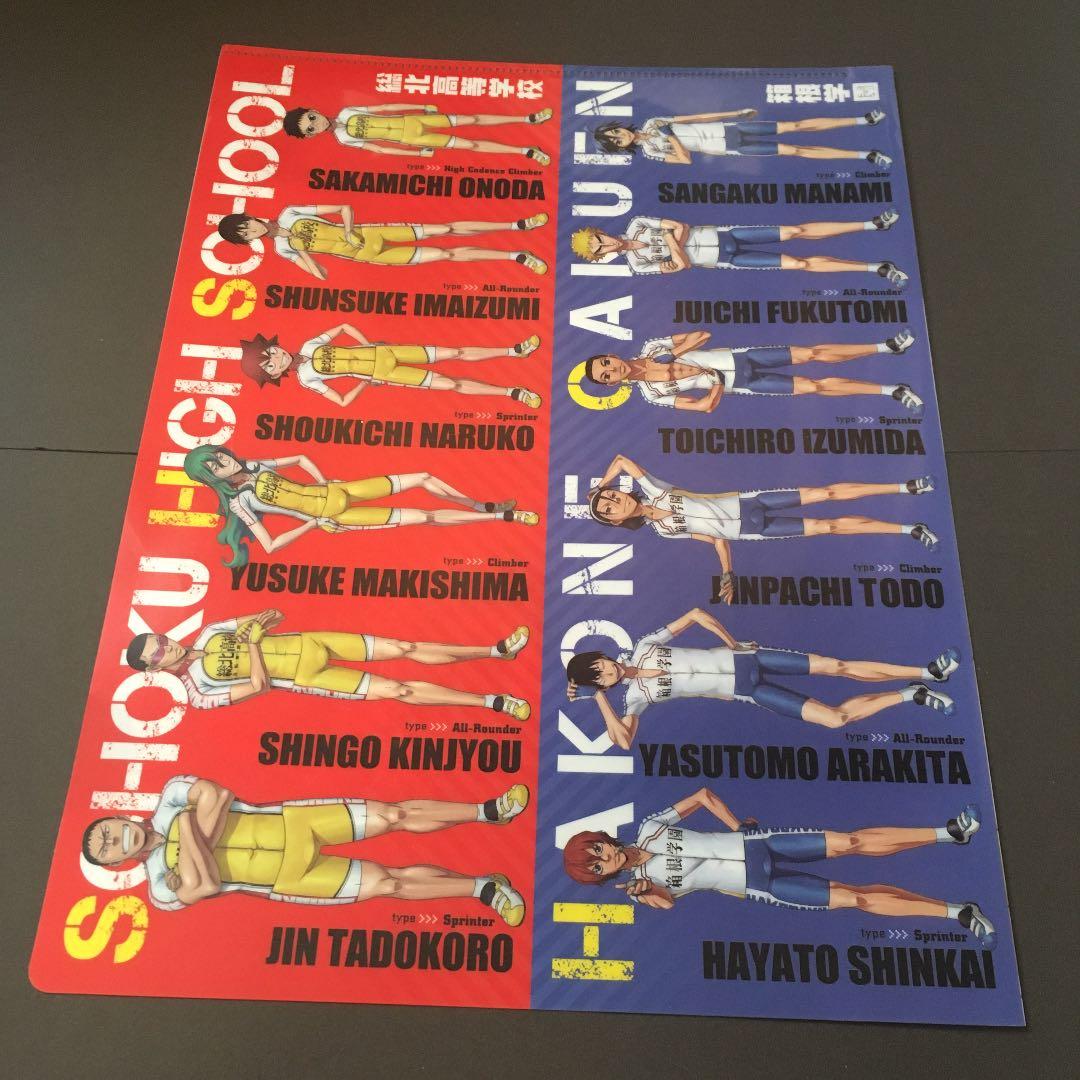 SOHOKU HIGH SCHOOL
総北高等学校
type >>> High Cadence Climber
SAKAMICHI ONODA
type >>> All-Rounder
SHUNSUKE IMAIZUMI
type >>> Sprinter
SHOUKICHI NARUKO
type >>> Climber
YUSUKE MAKISHIMA
type >>> All-Rounder
SHINGO KINJYOU
type >>> Sprinter
JIN TADOKORO
HAKONE GAKUEN
箱根学園
type >>> Climber
SANGAKU MANAMI
type >>> All-Rounder
JUICHI FUKUTOMI
type >>> Sprinter
TOICHIRO IZUMIDA
type >>> Climber
JINPACHI TODO
type >>> All-Rounder
YASUTOMO ARAKITA
type >>> Sprinter
HAYATO SHINKAI